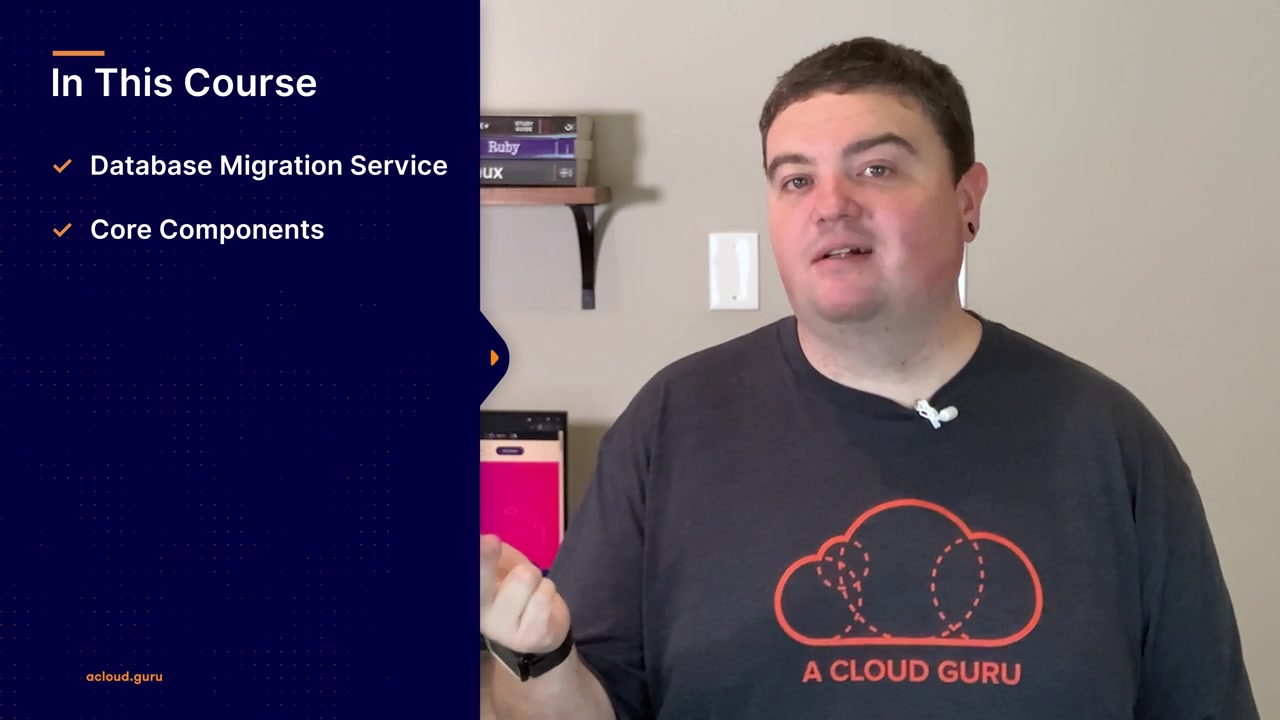 In This Course
Database Migration Service
Core Components
acloud.guru
STUDY
GUIDE
Ruby
UX
A CLOUD GURU